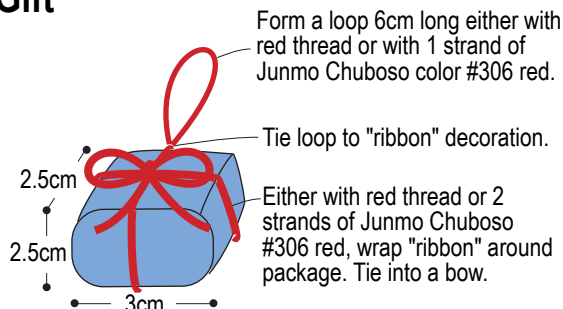 Gift
Form a loop 6cm long either with
red thread or with 1 strand of
Junmo Chuboso color #306 red.
Tie loop to "ribbon" decoration.
2.5cm
Either with red thread or 2
strands of Junmo Chuboso
#306 red, wrap "ribbon" around
package. Tie into a bow.
2.5cm
3cm